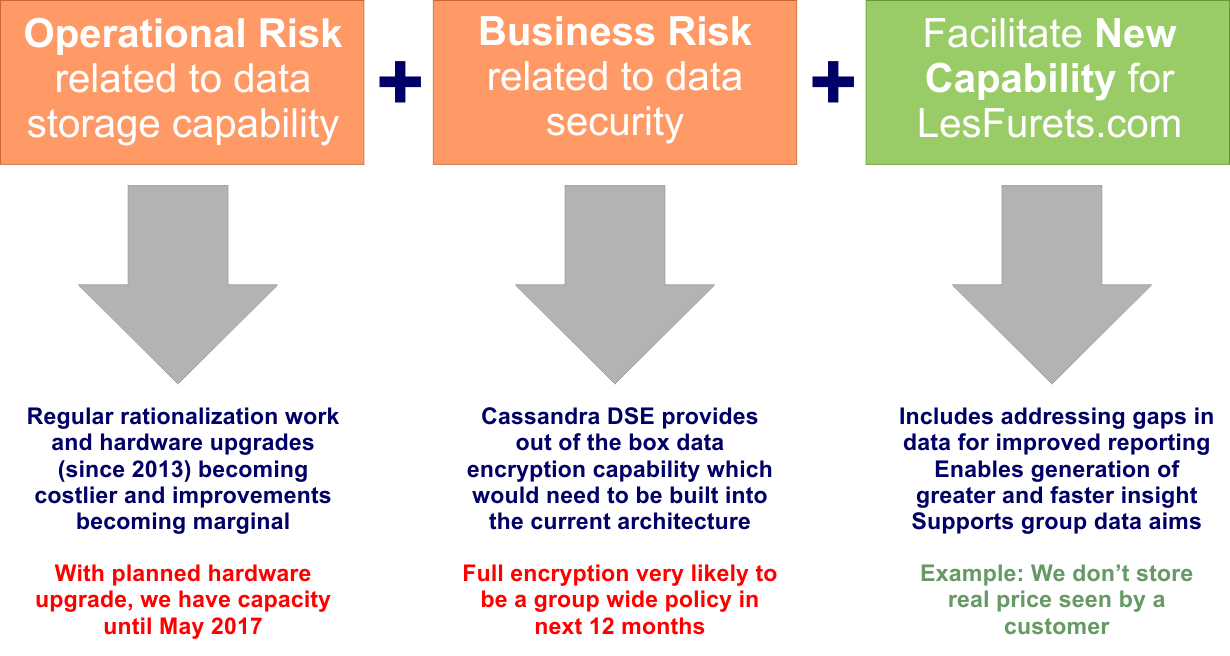 Operational Risk
related to data
storage capability
+
Business Risk
related to data
security
+
Facilitate New
Capability for
LesFurets.com
Regular rationalization work
and hardware upgrades
(since 2013) becoming
costlier and improvements
becoming marginal
With planned hardware
upgrade, we have capacity
until May 2017
Cassandra DSE provides
out of the box data
encryption capability which
would need to be built into
the current architecture
Full encryption very likely to
be a group wide policy in
next 12 months
Includes addressing gaps in
data for improved reporting
Enables generation of
greater and faster insight
Supports group data aims
Example: We don’t store
real price seen by a
customer